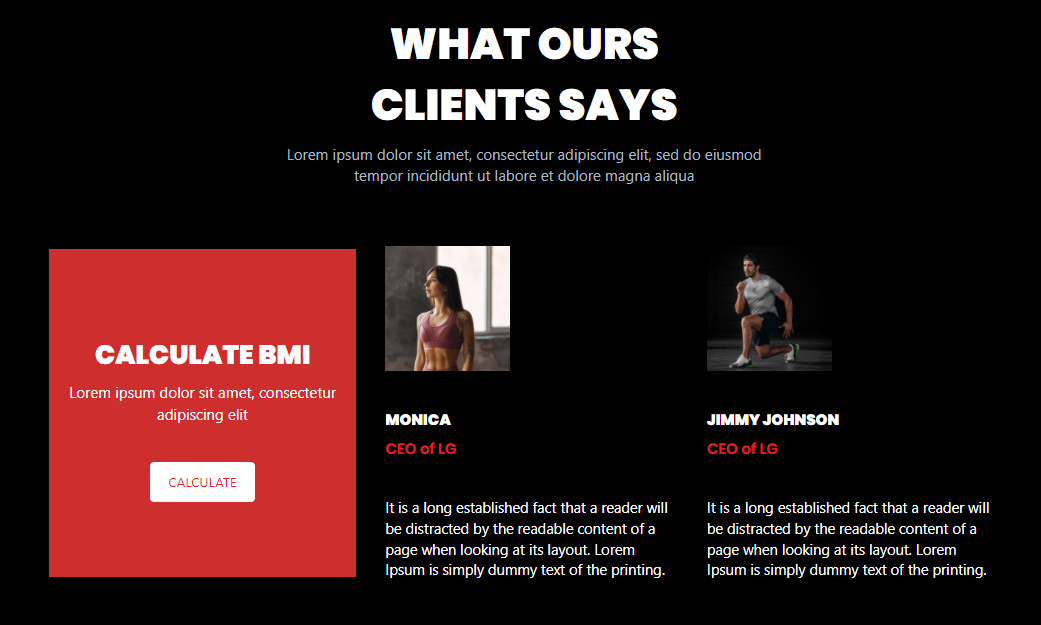 WHAT OURS
CLIENTS SAYS
Lorem ipsum dolor sit amet, consectetur adipiscing elit, sed do eiusmod
tempor incididunt ut labore et dolore magna aliqua
CALCULATE BMI
Lorem ipsum dolor sit amet, consectetur
adipiscing elit
CALCULATE
MONICA
CEO of LG
It is a long established fact that a reader will
be distracted by the readable content of a
page when looking at its layout. Lorem
Ipsum is simply dummy text of the printing.
JIMMY JOHNSON
CEO of LG
It is a long established fact that a reader will
be distracted by the readable content of a
page when looking at its layout. Lorem
Ipsum is simply dummy text of the printing.